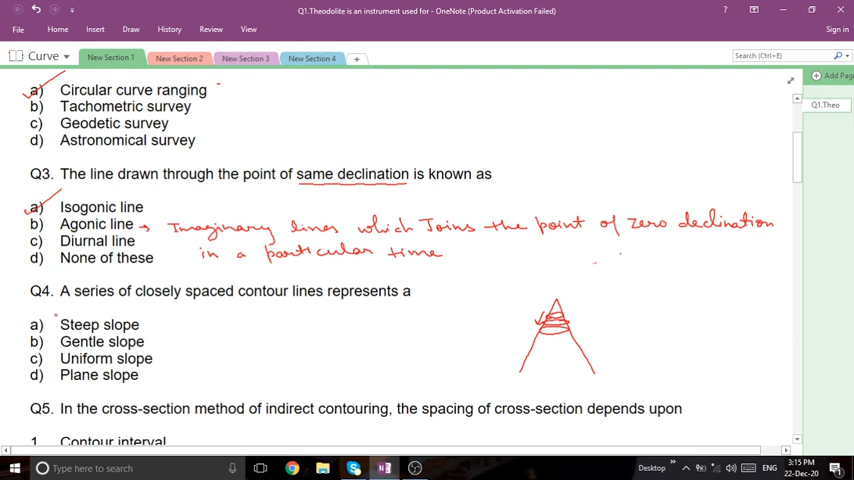 Q1.Theodolite is an instrument used for - OneNote (Product Activation Failed)
File Home Insert Draw History Review View Sign in
Curve New Section 1 New Section 2 New Section 3 New Section 4 + Search (Ctrl+E)
Add Page
Q1.Theo
a) Circular curve ranging
b) Tachometric survey
c) Geodetic survey
d) Astronomical survey
Q3. The line drawn through the point of same declination is known as
a) Isogonic line
b) Agonic line → Imaginary lines which Joins the point of Zero declination
c) Diurnal line in a particular time
d) None of these
Q4. A series of closely spaced contour lines represents a
a) Steep slope
b) Gentle slope
c) Uniform slope
d) Plane slope
Q5. In the cross-section method of indirect contouring, the spacing of cross-section depends upon
1. Contour interval
Type here to search Desktop ENG 3:15 PM
22-Dec-20